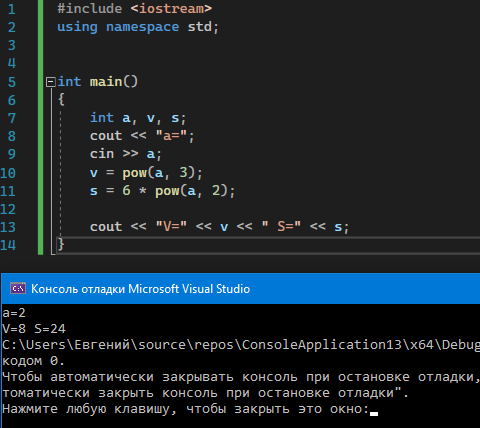 1 #include <iostream>
2 using namespace std;
3
4
5 int main()
6 {
7 int a, v, s;
8 cout << "a=";
9 cin >> a;
10 v = pow(a, 3);
11 s = 6 * pow(a, 2);
12
13 cout << "V=" << v << " S=" << s;
14 }
Консоль отладки Microsoft Visual Studio
a=2
V=8 S=24
C:\Users\Евгений\source\repos\ConsoleApplication13\x64\Debug
кодом 0.
Чтобы автоматически закрывать консоль при остановке отладки,
томатически закрыть консоль при остановке отладки".
Нажмите любую клавишу, чтобы закрыть это окно: